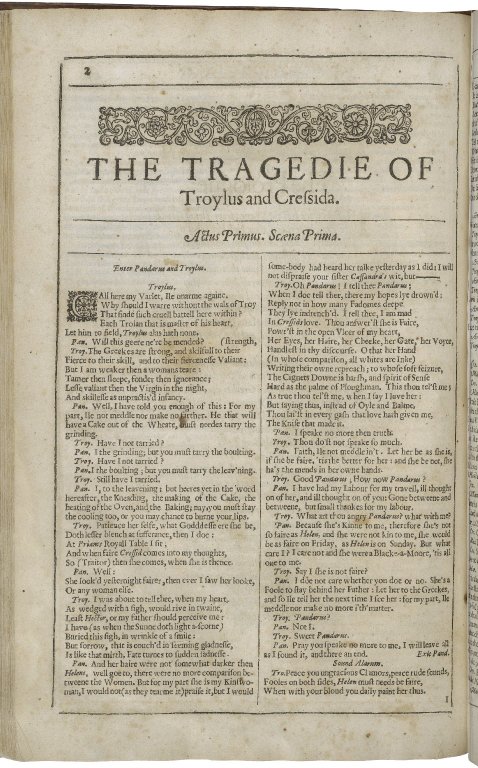 2
THE TRAGEDIE OF
Troylus and Cressida.
Actus Primus. Scæna Prima.
Enter Pandarus and Troylus.
Troylus.
CAll here my Varlet, Ile vnarme againe.
Why should I warre without the wals of Troy
That finde such cruell battell here within?
Each Troian that is master of his heart,
Let him to field, Troylus alas hath none.
Pan. Will this geere ne're be mended? (strength,
Troy. The Greekes are strong, and skilfull to their
Fierce to their skill, and to their fiercenesse Valiant:
But I am weaker then a womans teare;
Tamer then sleepe, fonder then ignorance;
Lesse valiant then the Virgin in the night,
And skillesse as vnpractis'd infancy.
Pan. Well, I haue told you enough of this: For my
part, Ile not meddle nor make no farther. Hee that will
haue a Cake out of the Wheate, must needes tarry the
grinding.
Troy. Haue I not tarried?
Pan. I the grinding; but you must tarry the boulting.
Troy. Haue I not tarried?
Pan. I the boulting; but you must tarry the leau'ning.
Troy. Still haue I tarried.
Pan. I, to the leauening: but heeres yet in the word
hereafter, the Kneading, the making of the Cake, the
heating of the Ouen, and the Baking; nay, you must stay
the cooling too, or you may chance to burne your lips.
Troy. Patience her selfe, what Goddesse ere she be,
Doth lesser blench at sufferance, then I doe:
At Priams Royall Table doe I sit;
And when faire Cressid comes into my thoughts,
So (Traitor) then she comes, when she is thence.
Pan. Well:
She look'd yesternight fairer, then euer I saw her looke,
Or any woman else.
Troy. I was about to tell thee, when my heart,
As wedged with a sigh, would riue in twaine,
Least Hector, or my Father should perceiue me:
I haue (as when the Sunne doth light a-scorne)
Buried this sigh, in wrinkle of a smile:
But sorrow, that is couch'd in seeming gladnesse,
Is like that mirth, Fate turnes to sudden sadnesse.
Pan. And her haire were not somewhat darker then
Helens, well go too, there were no more comparison be-
tweene the Women. But for my part she is my Kinswo-
man, I would not (as they tearme it) praise it, but I wold
some-body had heard her talke yesterday as I did: I will
not dispraise your sister Cassandra's wit, but——
Troy. Oh Pandarus! I tell thee Pandarus;
When I doe tell thee, there my hopes lye drown'd:
Reply not in how many Fadomes deepe
They lye indrench'd. I tell thee, I am mad
In Cressids loue. Thou answer'st she is Faire,
Powr'st in the open Vlcer of my heart,
Her Eyes, her Haire, her Cheeke, her Gate, her Voyce,
Handlest in thy discourse. O that her Hand
(In whose comparison, all whites are Inke)
Writing their owne reproach; to whose soft seizure,
The Cignets Downe is harsh, and spirit of Sense
Hard as the palme of Ploughman. This thou tel'st me;
As true thou tel'st me, when I say I loue her:
But saying thus, instead of Oyle and Balme,
Thou lai'st in euery gash that loue hath giuen me,
The Knife that made it.
Pan. I speake no more then truth.
Troy. Thou do'st not speake so much.
Pan. Faith, Ile not meddle in't: Let her be as she is,
if she be faire, 'tis the better for her: and she be not, she
ha's the mends in her owne hands.
Troy. Good Pandarus: How now Pandarus?
Pan. I haue had my Labour for my trauell, ill thought
on of her, and ill thought on of you: Gone betweene and
betweene, but small thankes for my labour.
Troy. What art thou angry Pandarus? what with me?
Pan. Because she's Kinne to me, therefore shee's not
so faire as Helen, and she were not kin to me, she would
be as faire on Friday, as Helen is on Sunday. But what
care I? I care not and she were a Black-a-Moore, 'tis all
one to me.
Troy. Say I she is not faire?
Pan. I doe not care whether you doe or no. She's a
Foole to stay behinde her Father: Let her to the Greeks,
and so Ile tell her the next time I see her: for my part, Ile
meddle nor make no more i'th'matter.
Troy. Pandarus?
Pan. Not I.
Troy. Sweet Pandarus.
Pan. Pray you speake no more to me, I will leaue all
as I found it, and there an end. Exit Pand.
Sound Alarum.
Tro. Peace you vngracious Clamors, peace rude sounds,
Fooles on both sides, Helen must needs be faire,
When with your bloud you daily paint her thus.
I